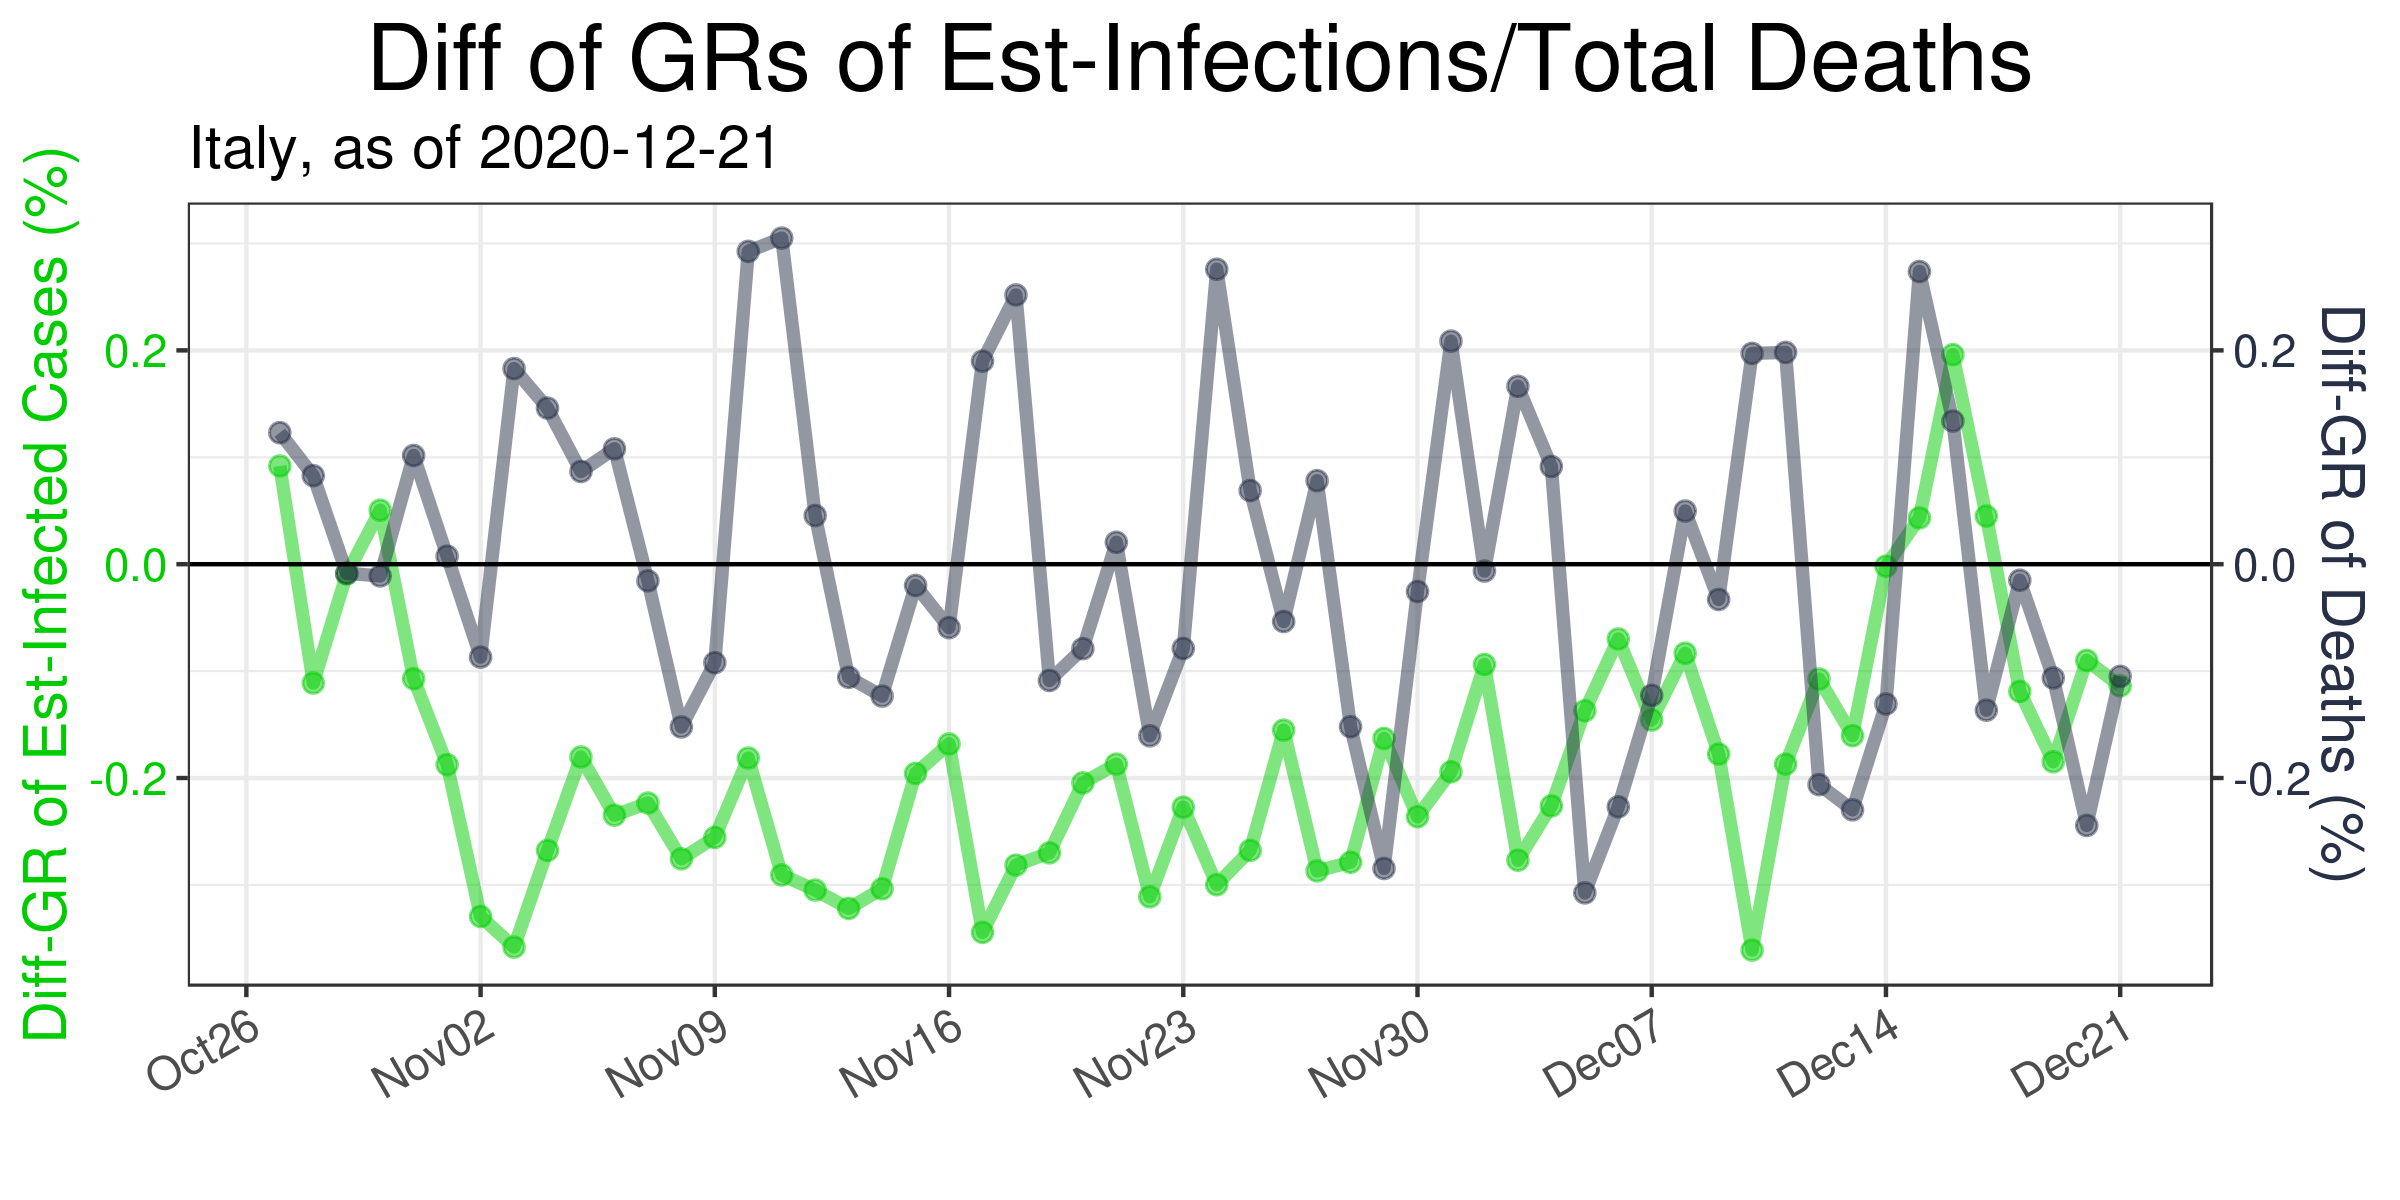 Diff of GRs of Est-Infections/Total Deaths
Italy, as of 2020-12-21
Diff-GR of Est-Infected Cases (%)
0.2
0.0
-0.2
0.2
0.0
-0.2
Diff-GR of Deaths (%)
Oct26
Nov02
Nov09
Nov16
Nov23
Nov30
Dec07
Dec14
Dec21